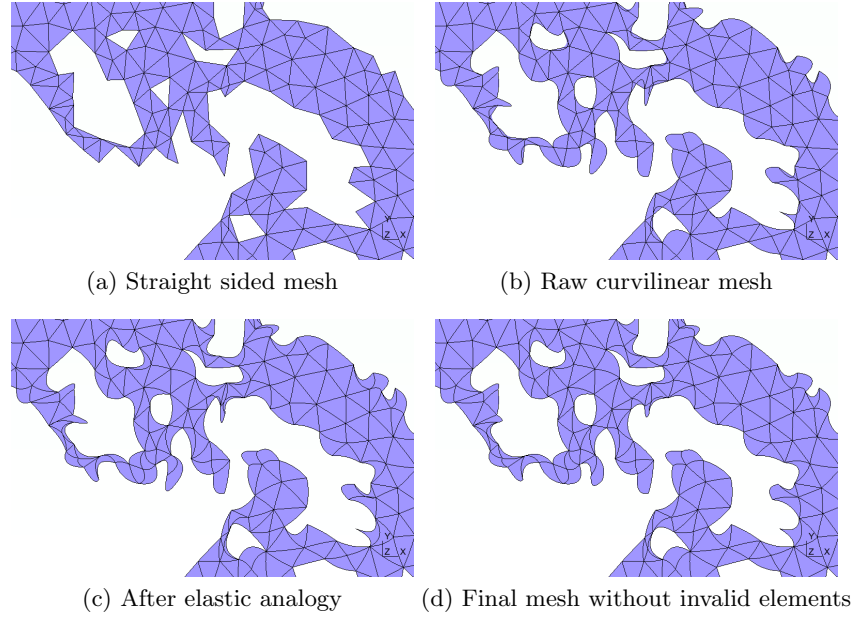 Y
Z X
Y
Z X
(a) Straight sided mesh
(b) Raw curvilinear mesh
Y
Z X
Y
Z X
(c) After elastic analogy
(d) Final mesh without invalid elements